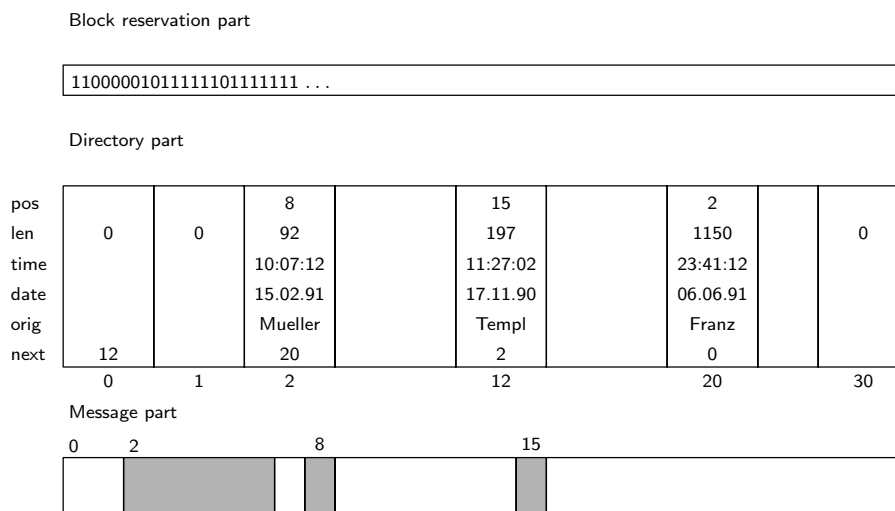 Block reservation part
11000001011111101111111 . . .
Directory part
pos 8 15 2
len 0 0 92 197 1150 0
time 10:07:12 11:27:02 23:41:12
date 15.02.91 17.11.90 06.06.91
orig Mueller Templ Franz
next 12 20 2 0
0 1 2 12 20 30
Message part
0 2 8 15